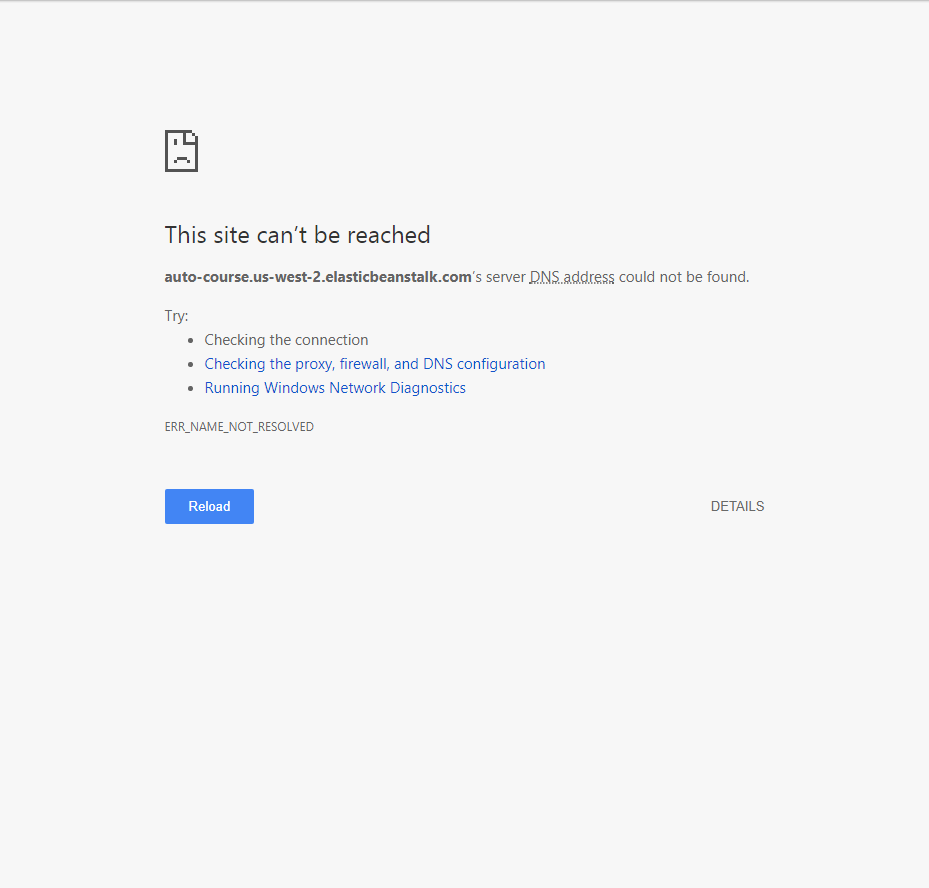 This site can’t be reached
auto-course.us-west-2.elasticbeanstalk.com’s server DNS address could not be found.
Try:
• Checking the connection
• Checking the proxy, firewall, and DNS configuration
• Running Windows Network Diagnostics
ERR_NAME_NOT_RESOLVED
Reload
DETAILS